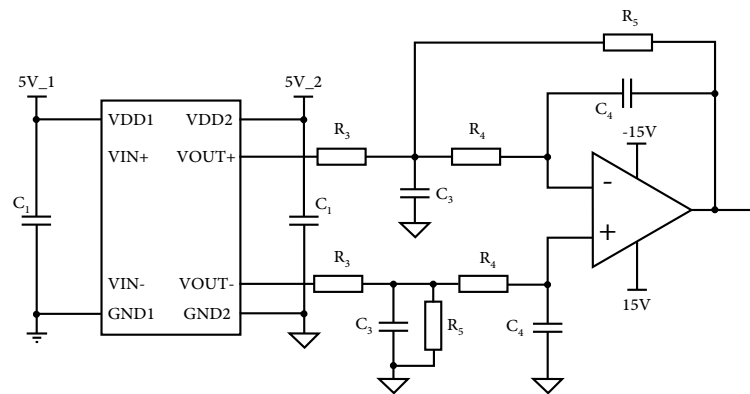 R5
5V_1
5V_2
C4
VDD1
VDD2
R3
R4
-15V
VIN+
VOUT+
-
C1
C1
C3
+
R3
R4
VIN-
VOUT-
15V
GND1
GND2
C3
R5
C4